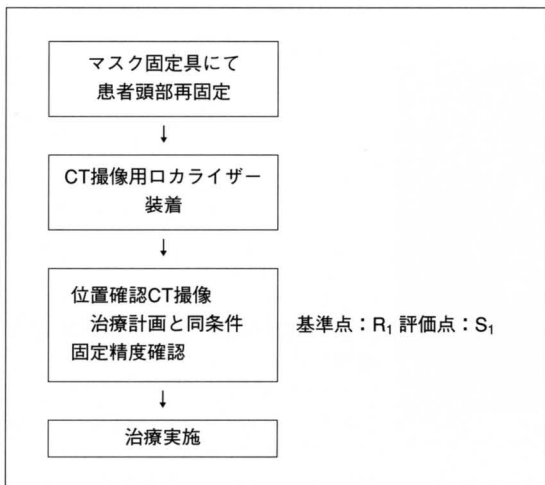 マスク固定具にて
患者頭部再固定
↓
CT撮像用ロカライザー
装着
↓
位置確認CT撮像
治療計画と同条件
固定精度確認
基準点：R₁ 評価点：S₁
↓
治療実施